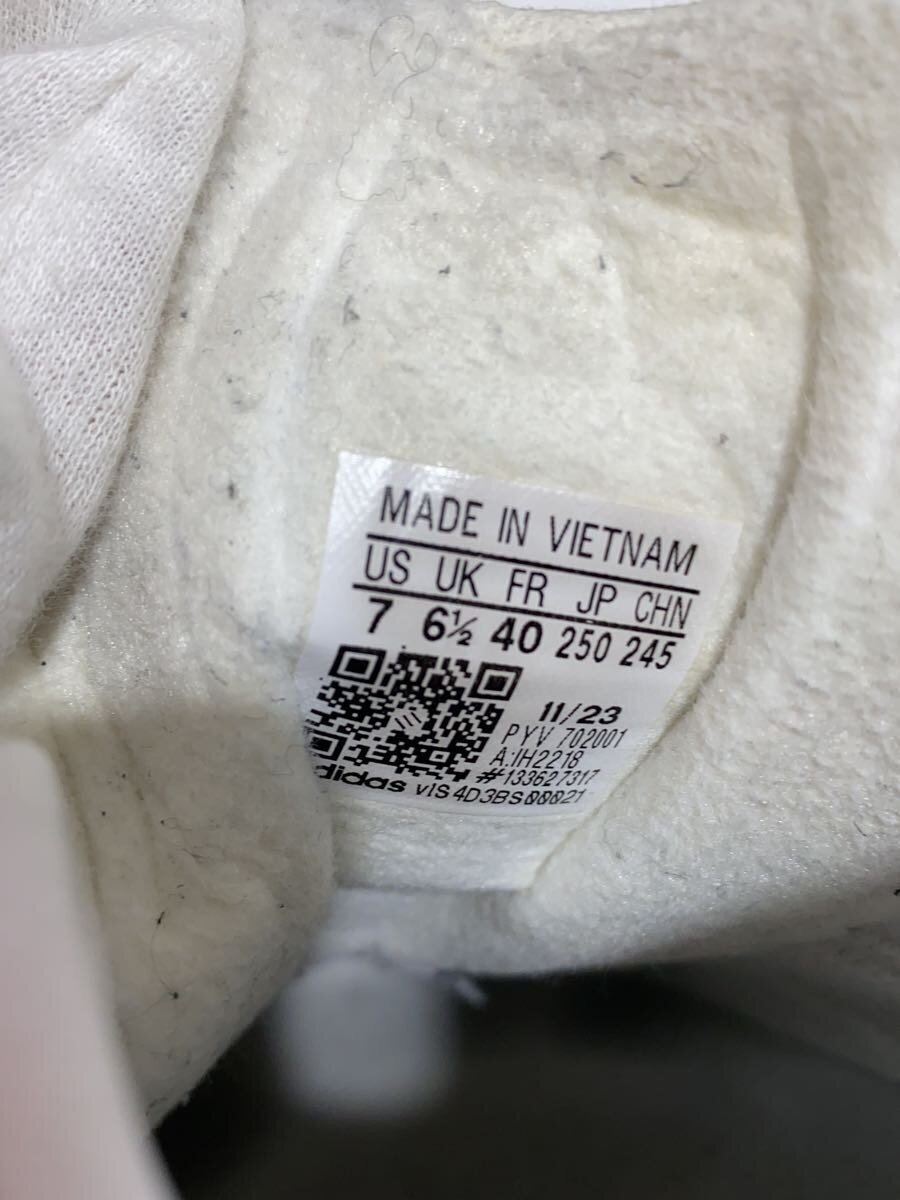 MADE IN VIETNAM
US UK FR JP CHN
7 6½ 40 250 245
11/23
PYV 702001
A:IH2218
#133627317
adidas v1S4D3BS00021